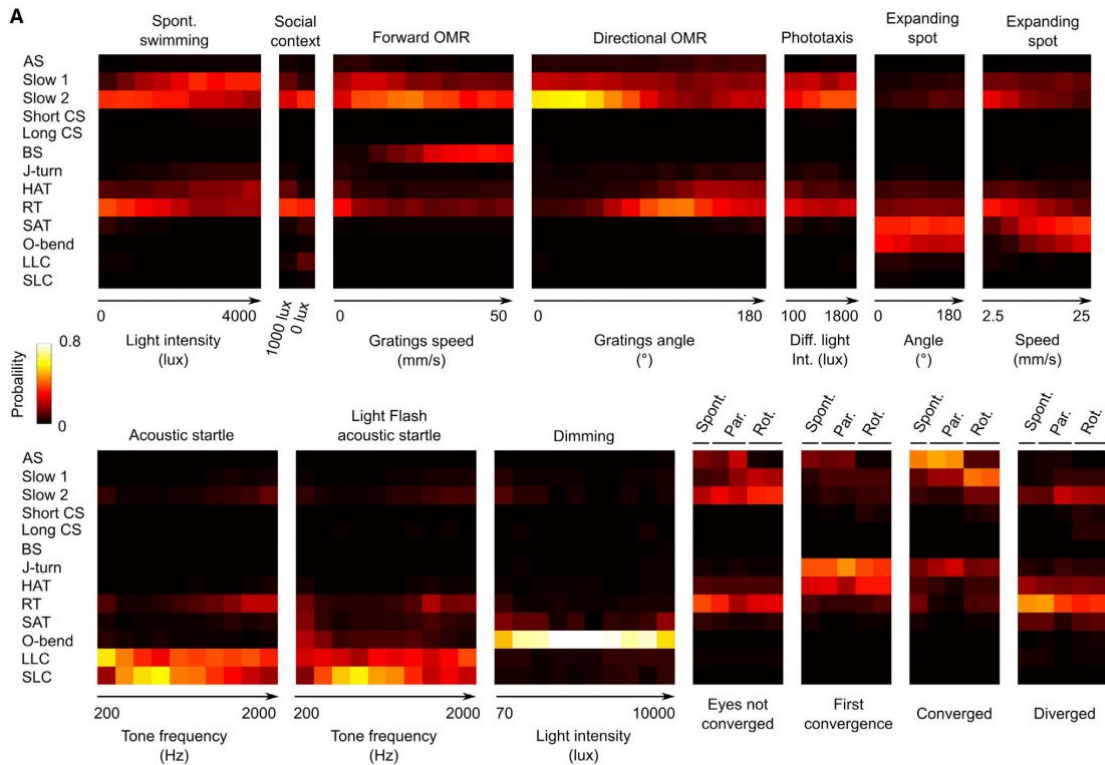 A
Spont. swimming
Social context
Forward OMR
Directional OMR
Phototaxis
Expanding spot
Expanding spot
AS
Slow 1
Slow 2
Short CS
Long CS
BS
J-turn
HAT
RT
SAT
O-bend
LLC
SLC
0 4000
Light intensity (lux)
1000 lux
0 lux
0 50
Gratings speed (mm/s)
0 180
Gratings angle (°)
100 1800
Diff. light Int. (lux)
0 180
Angle (°)
2.5 25
Speed (mm/s)
Probalility
0.8
0
Acoustic startle
Light Flash acoustic startle
Dimming
Spont. Par. Rot.
Spont. Par. Rot.
Spont. Par. Rot.
Spont. Par. Rot.
AS
Slow 1
Slow 2
Short CS
Long CS
BS
J-turn
HAT
RT
SAT
O-bend
LLC
SLC
200 2000
Tone frequency (Hz)
200 2000
Tone frequency (Hz)
70 10000
Light intensity (lux)
Eyes not converged
First convergence
Converged
Diverged